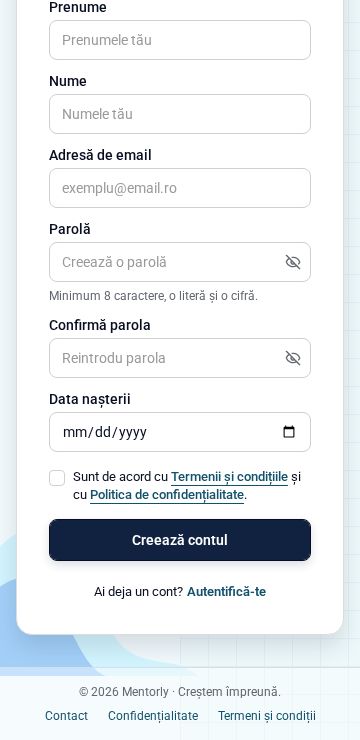 Prenume
Prenumele tău
Nume
Numele tău
Adresă de email
exemplu@email.ro
Parolă
Creează o parolă
Minimum 8 caractere, o literă și o cifră.
Confirmă parola
Reintrodu parola
Data nașterii
mm/dd/yyyy
Sunt de acord cu Termenii și condițiile și
cu Politica de confidențialitate.
Creează contul
Ai deja un cont? Autentifică-te
© 2026 Mentorly · Creștem împreună.
Contact Confidențialitate Termeni și condiții